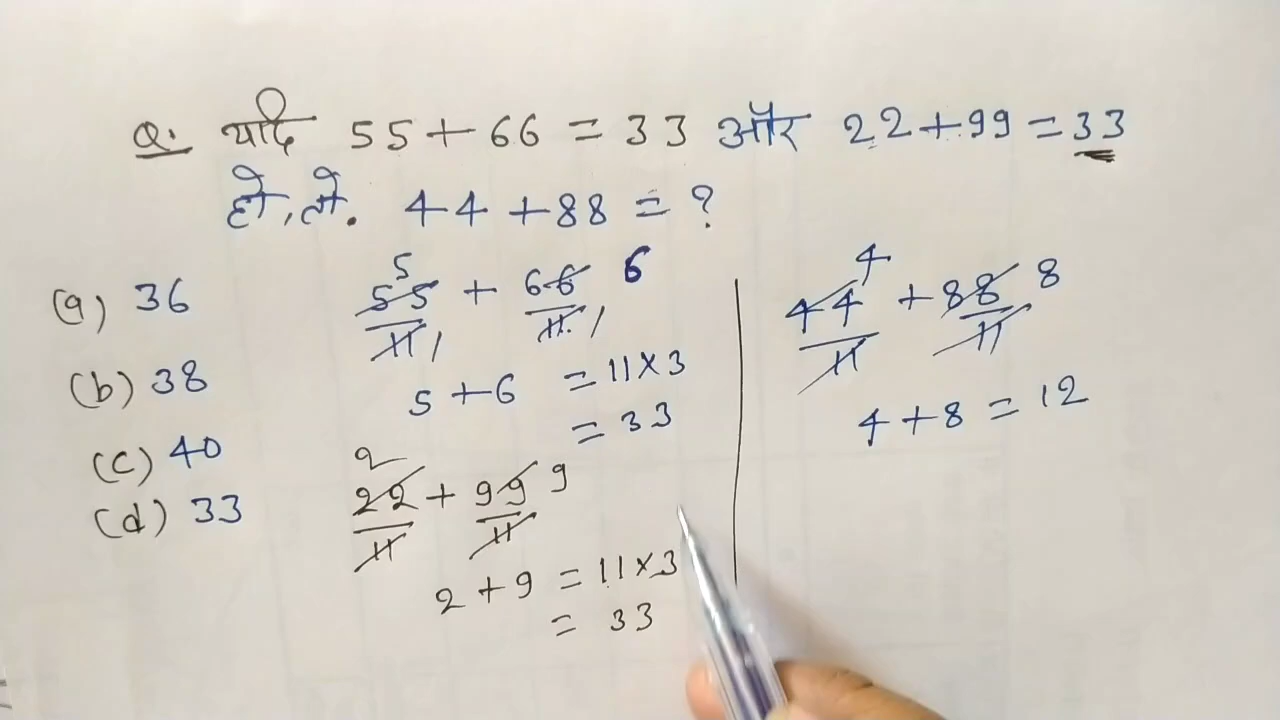 Q. यदि 55+66=33 और 22+99=33
हो, तो. 44+88=?
(a) 36
(b) 38
(c) 40
(d) 33
5 6
55/11 + 66/11
5+6 =11×3
=33
2 9
22/11 + 99/11
2+9 =11×3
= 33
4 8
44/11 +88/11
4+8=12